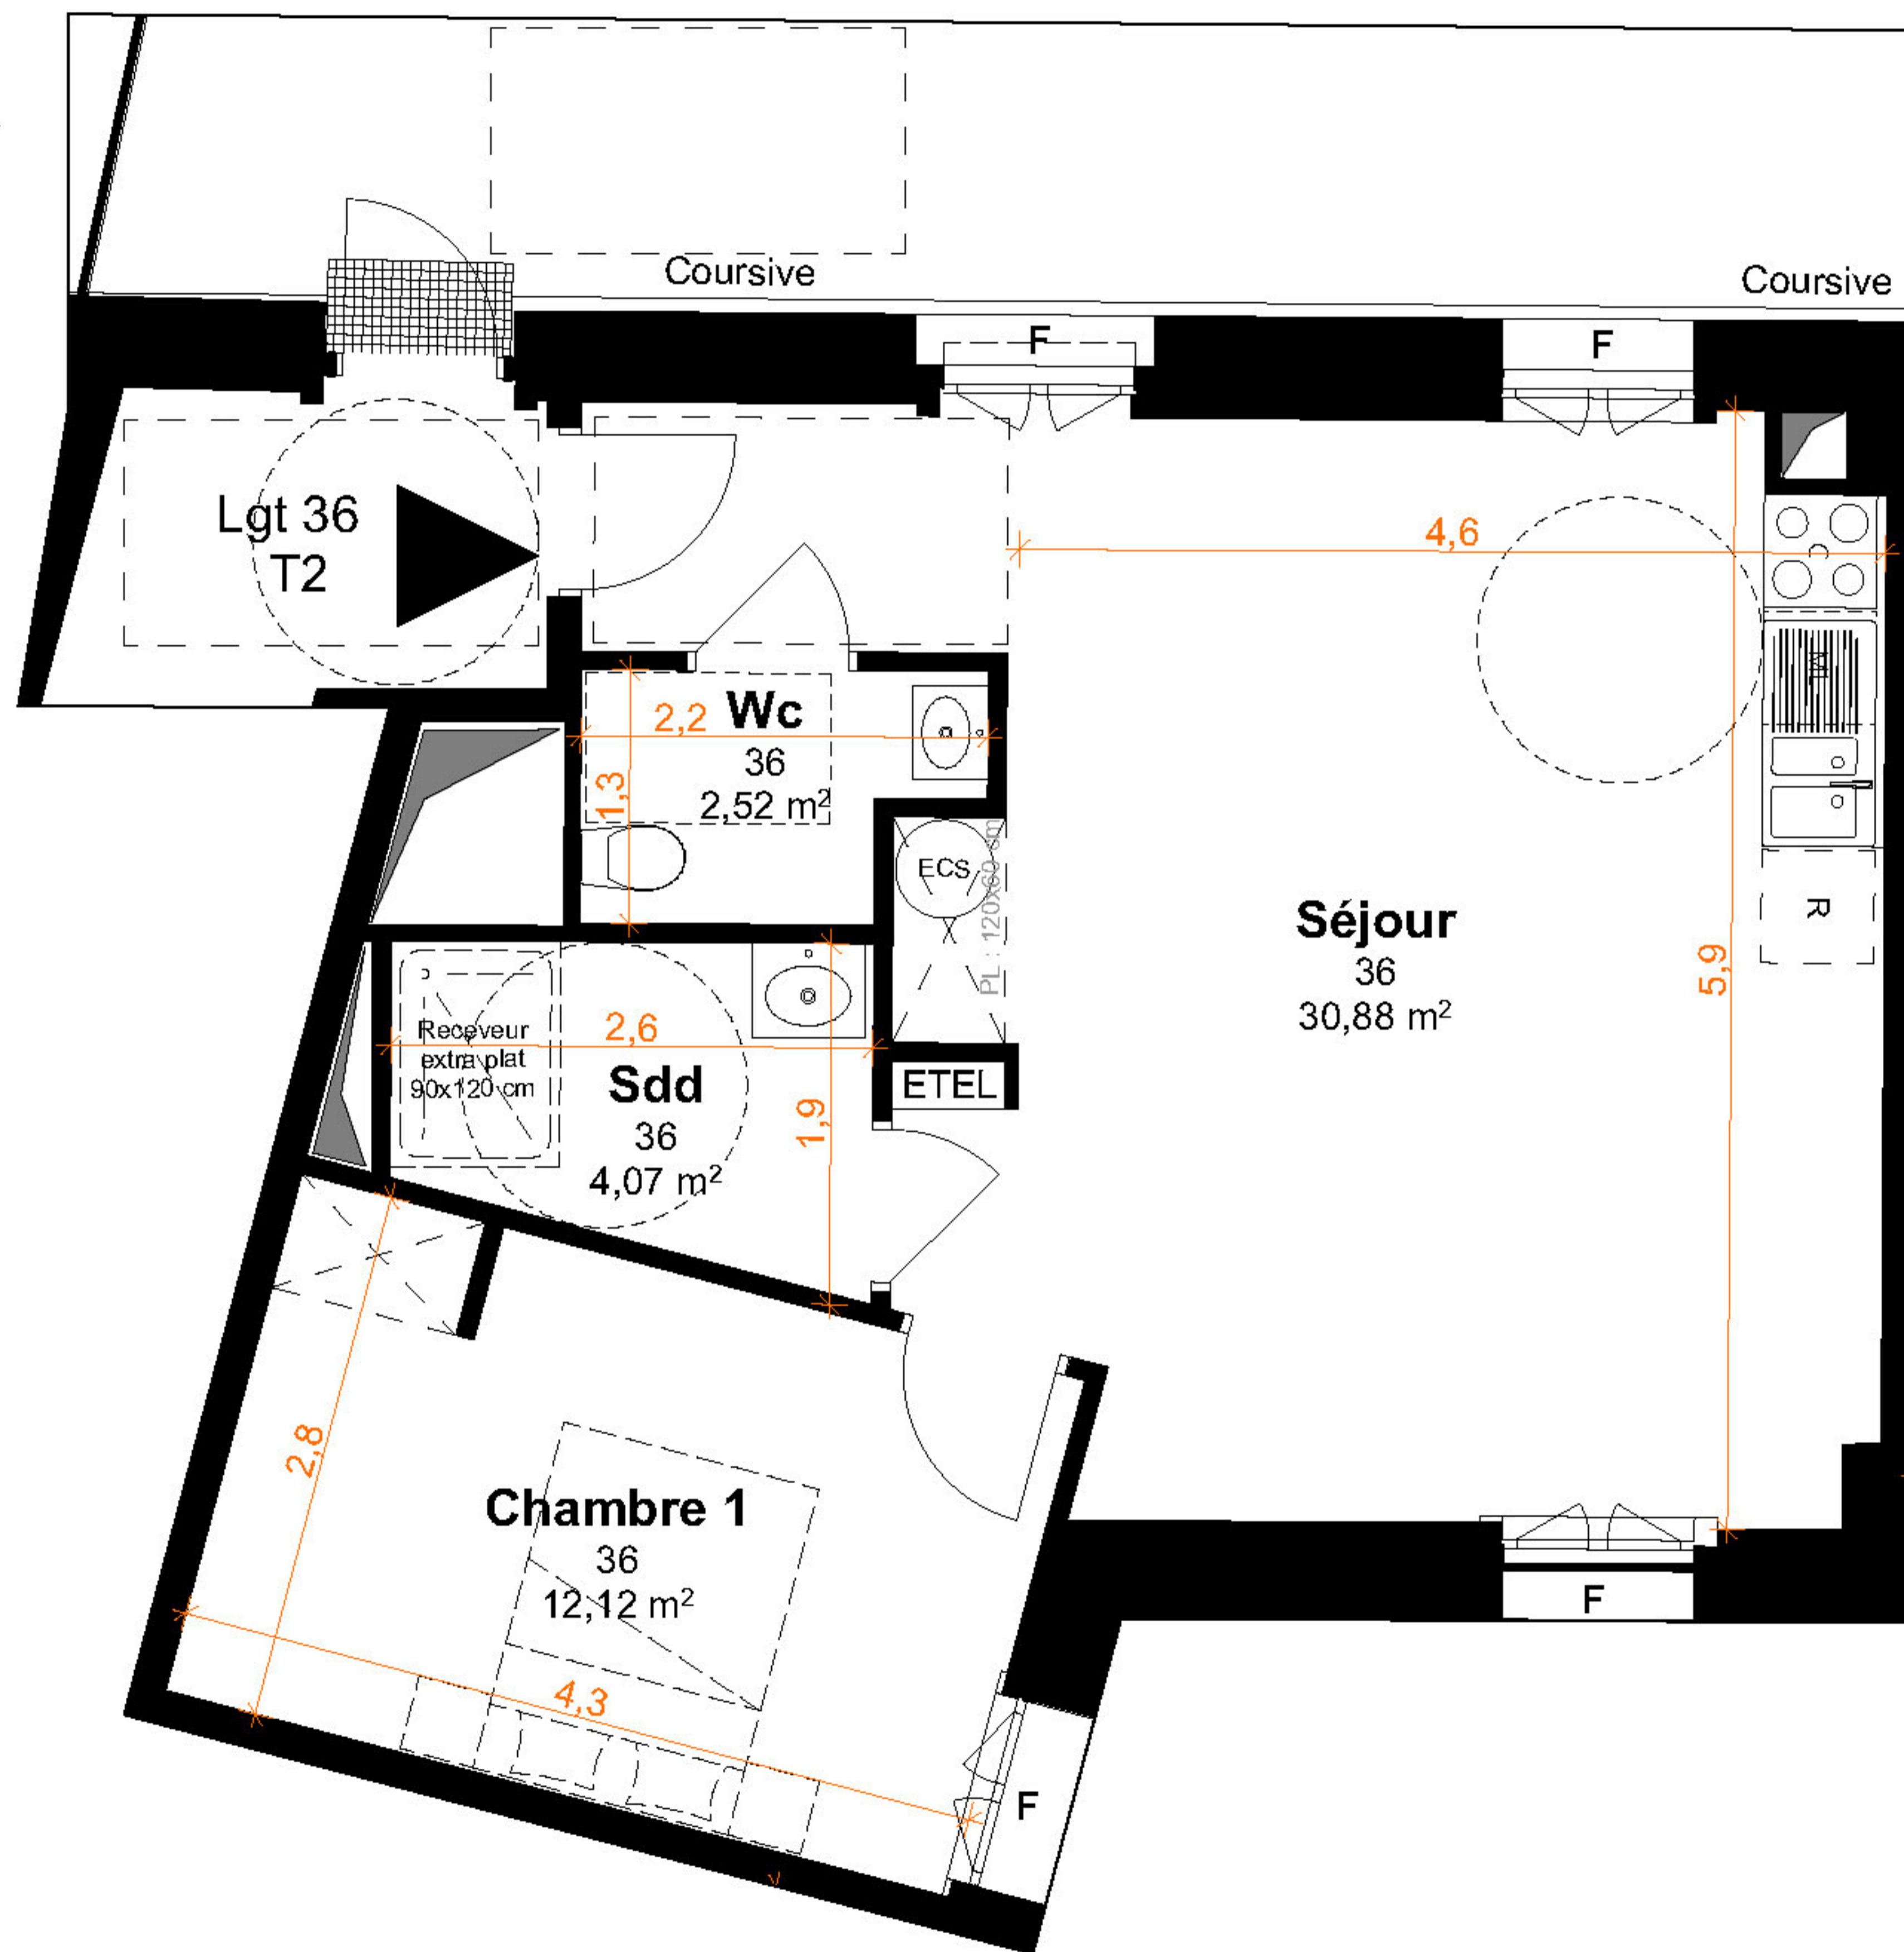 Coursive
Coursive
F
F
Lgt 36
T2
4,6
C
ML
Wc
36
2,52 m²
2,2
1,3
ECS
PL : 120x60 cm
R
Séjour
36
30,88 m²
5,9
Receveur
extra plat
90x120 cm
2,6
Sdd
36
4,07 m²
1,9
ETEL
2,8
Chambre 1
36
12,12 m²
4,3
F
F